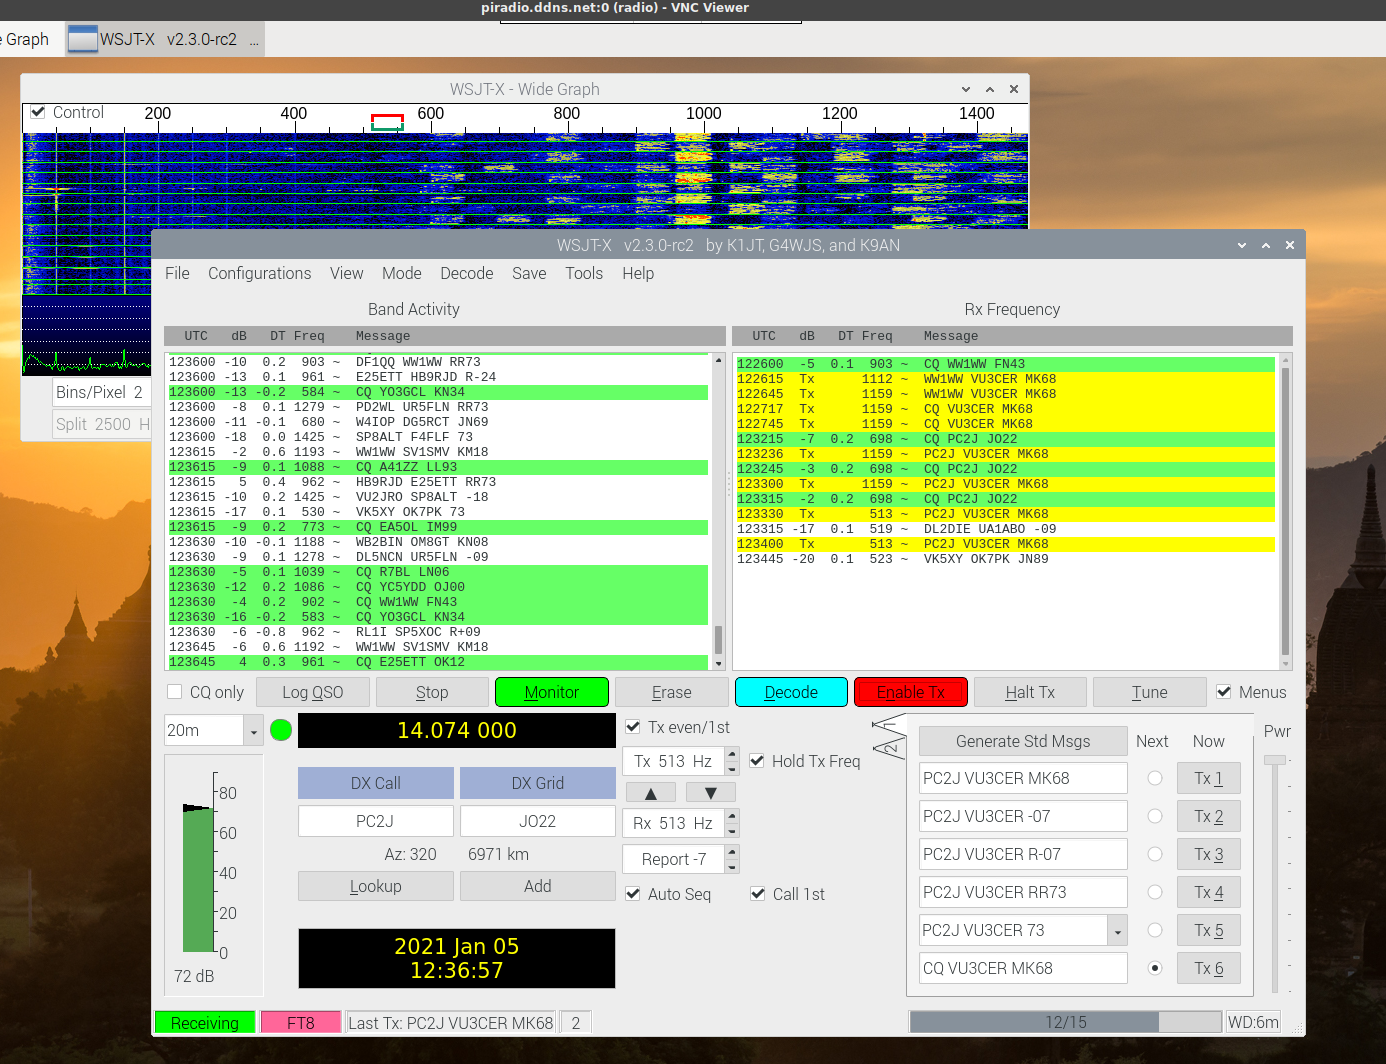 piradio.ddns.net:0 (radio) - VNC Viewer
e Graph
WSJT-X v2.3.0-rc2 ...
WSJT-X - Wide Graph
Control 200 400 600 800 1000 1200 1400
Bins/Pixel 2
Split 2500 H
WSJT-X v2.3.0-rc2 by K1JT, G4WJS, and K9AN
File Configurations View Mode Decode Save Tools Help
Band Activity
UTC dB DT Freq Message
123600 -10 0.2 903 ~ DF1QQ WW1WW RR73
123600 -13 0.1 961 ~ E25ETT HB9RJD R-24
123600 -13 -0.2 584 ~ CQ YO3GCL KN34
123600 -8 0.1 1279 ~ PD2WL UR5FLN RR73
123600 -11 -0.1 680 ~ W4IOP DG5RCT JN69
123600 -18 0.0 1425 ~ SP8ALT F4FLF 73
123615 -2 0.6 1193 ~ WW1WW SV1SMV KM18
123615 -9 0.1 1088 ~ CQ A41ZZ LL93
123615 5 0.4 962 ~ HB9RJD E25ETT RR73
123615 -10 0.2 1425 ~ VU2JRO SP8ALT -18
123615 -17 0.1 530 ~ VK5XY OK7PK 73
123615 -9 0.2 773 ~ CQ EA5OL IM99
123630 -10 -0.1 1188 ~ WB2BIN OM8GT KN08
123630 -9 0.1 1278 ~ DL5NCN UR5FLN -09
123630 -5 0.1 1039 ~ CQ R7BL LN06
123630 -12 0.2 1086 ~ CQ YC5YDD OJ00
123630 -4 0.2 902 ~ CQ WW1WW FN43
123630 -16 -0.2 583 ~ CQ YO3GCL KN34
123630 -6 -0.8 962 ~ RL1I SP5XOC R+09
123645 -6 0.6 1192 ~ WW1WW SV1SMV KM18
123645 4 0.3 961 ~ CQ E25ETT OK12
Rx Frequency
UTC dB DT Freq Message
122600 -5 0.1 903 ~ CQ WW1WW FN43
122615 Tx 1112 ~ WW1WW VU3CER MK68
122645 Tx 1159 ~ WW1WW VU3CER MK68
122717 Tx 1159 ~ CQ VU3CER MK68
122745 Tx 1159 ~ CQ VU3CER MK68
123215 -7 0.2 698 ~ CQ PC2J JO22
123236 Tx 1159 ~ PC2J VU3CER MK68
123245 -3 0.2 698 ~ CQ PC2J JO22
123300 Tx 1159 ~ PC2J VU3CER MK68
123315 -2 0.2 698 ~ CQ PC2J JO22
123330 Tx 513 ~ PC2J VU3CER MK68
123315 -17 0.1 519 ~ DL2DIE UA1ABO -09
123400 Tx 513 ~ PC2J VU3CER MK68
123445 -20 0.1 523 ~ VK5XY OK7PK JN89
CQ only Log QSO Stop Monitor Erase Decode Enable Tx Halt Tx Tune Menus
20m
14.074 000
80
60
40
20
0
72 dB
DX Call DX Grid
PC2J JO22
Az: 320 6971 km
Lookup Add
2021 Jan 05
12:36:57
Tx even/1st
Tx 513 Hz Hold Tx Freq
▲ ▼
Rx 513 Hz
Report -7
Auto Seq Call 1st
1
2
Generate Std Msgs Next Now
Pwr
PC2J VU3CER MK68 Tx 1
PC2J VU3CER -07 Tx 2
PC2J VU3CER R-07 Tx 3
PC2J VU3CER RR73 Tx 4
PC2J VU3CER 73 Tx 5
CQ VU3CER MK68 Tx 6
Receiving FT8 Last Tx: PC2J VU3CER MK68 2 12/15 WD:6m